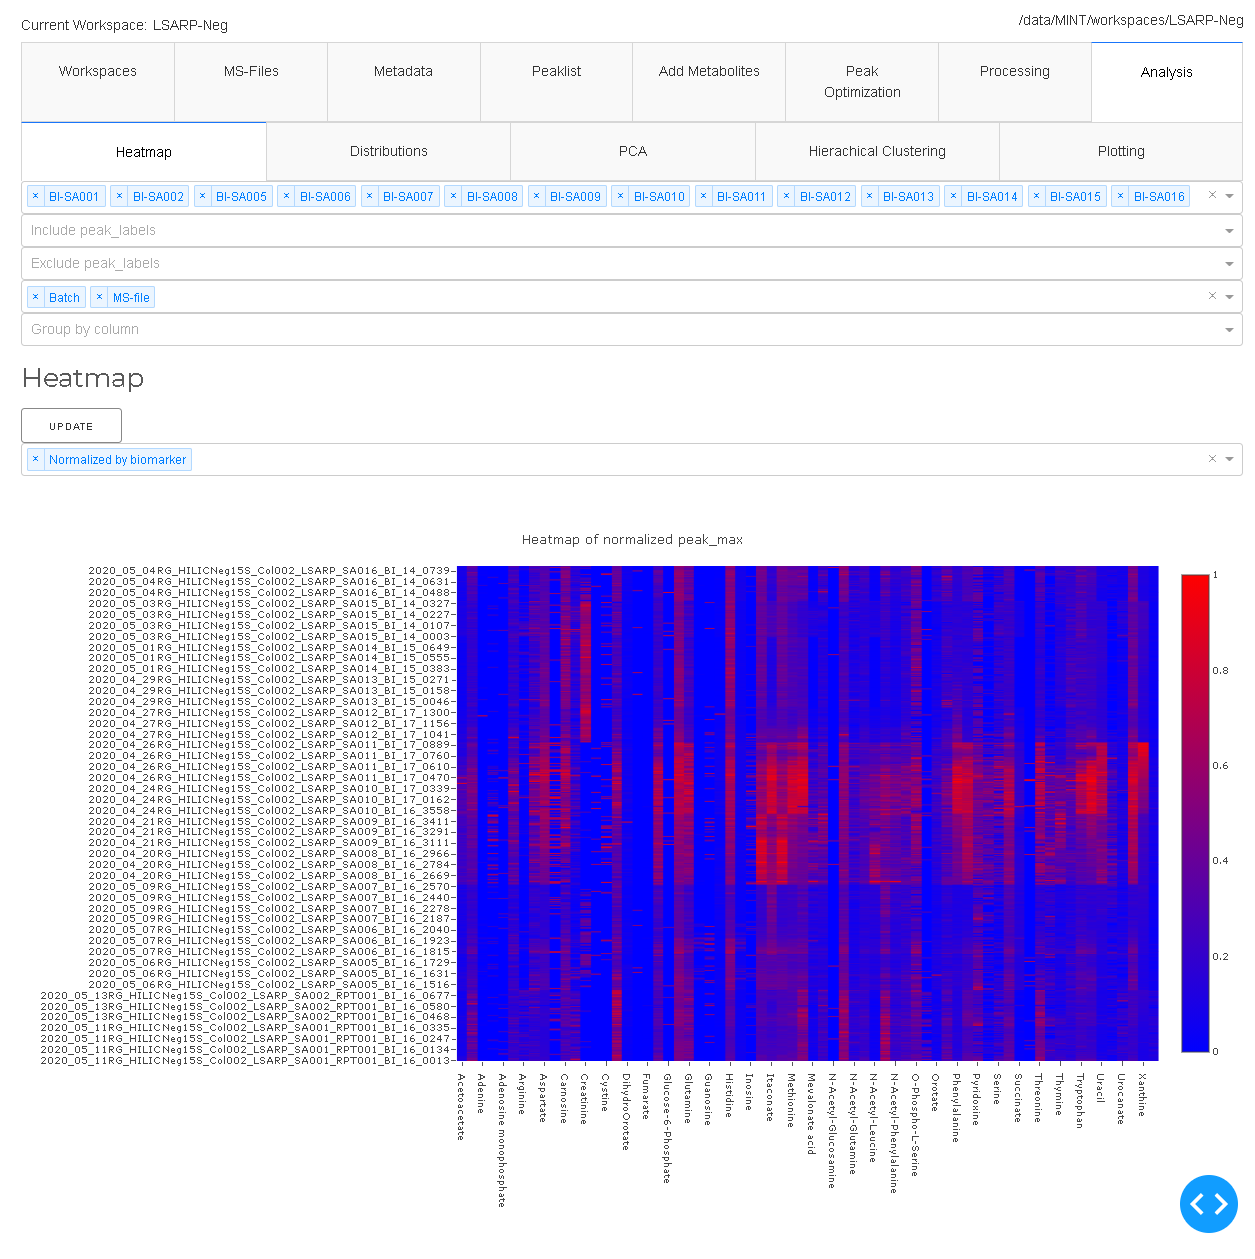 Current Workspace: LSARP-Neg
/data/MINT/workspaces/LSARP-Neg
Workspaces
MS-Files
Metadata
Peaklist
Add Metabolites
Peak
Optimization
Processing
Analysis
Heatmap
Distributions
PCA
Hierachical Clustering
Plotting
× BI-SA001 × BI-SA002 × BI-SA005 × BI-SA006 × BI-SA007 × BI-SA008 × BI-SA009 × BI-SA010 × BI-SA011 × BI-SA012 × BI-SA013 × BI-SA014 × BI-SA015 × BI-SA016 ×
Include peak_labels
Exclude peak_labels
× Batch × MS-file ×
Group by column
Heatmap
UPDATE
× Normalized by biomarker ×
Heatmap of normalized peak_max
2020_05_04RG_HILICNeg15S_Col002_LSARP_SA016_BI_14_0739
2020_05_04RG_HILICNeg15S_Col002_LSARP_SA016_BI_14_0631
2020_05_04RG_HILICNeg15S_Col002_LSARP_SA016_BI_14_0488
2020_05_03RG_HILICNeg15S_Col002_LSARP_SA015_BI_14_0327
2020_05_03RG_HILICNeg15S_Col002_LSARP_SA015_BI_14_0227
2020_05_03RG_HILICNeg15S_Col002_LSARP_SA015_BI_14_0107
2020_05_03RG_HILICNeg15S_Col002_LSARP_SA015_BI_14_0003
2020_05_01RG_HILICNeg15S_Col002_LSARP_SA014_BI_15_0649
2020_05_01RG_HILICNeg15S_Col002_LSARP_SA014_BI_15_0555
2020_05_01RG_HILICNeg15S_Col002_LSARP_SA014_BI_15_0383
2020_04_29RG_HILICNeg15S_Col002_LSARP_SA013_BI_15_0271
2020_04_29RG_HILICNeg15S_Col002_LSARP_SA013_BI_15_0158
2020_04_29RG_HILICNeg15S_Col002_LSARP_SA013_BI_15_0046
2020_04_27RG_HILICNeg15S_Col002_LSARP_SA012_BI_17_1300
2020_04_27RG_HILICNeg15S_Col002_LSARP_SA012_BI_17_1156
2020_04_27RG_HILICNeg15S_Col002_LSARP_SA012_BI_17_1041
2020_04_26RG_HILICNeg15S_Col002_LSARP_SA011_BI_17_0889
2020_04_26RG_HILICNeg15S_Col002_LSARP_SA011_BI_17_0760
2020_04_26RG_HILICNeg15S_Col002_LSARP_SA011_BI_17_0610
2020_04_26RG_HILICNeg15S_Col002_LSARP_SA011_BI_17_0470
2020_04_24RG_HILICNeg15S_Col002_LSARP_SA010_BI_17_0339
2020_04_24RG_HILICNeg15S_Col002_LSARP_SA010_BI_17_0162
2020_04_24RG_HILICNeg15S_Col002_LSARP_SA010_BI_16_3558
2020_04_21RG_HILICNeg15S_Col002_LSARP_SA009_BI_16_3411
2020_04_21RG_HILICNeg15S_Col002_LSARP_SA009_BI_16_3291
2020_04_21RG_HILICNeg15S_Col002_LSARP_SA009_BI_16_3111
2020_04_20RG_HILICNeg15S_Col002_LSARP_SA008_BI_16_2966
2020_04_20RG_HILICNeg15S_Col002_LSARP_SA008_BI_16_2784
2020_04_20RG_HILICNeg15S_Col002_LSARP_SA008_BI_16_2669
2020_05_09RG_HILICNeg15S_Col002_LSARP_SA007_BI_16_2570
2020_05_09RG_HILICNeg15S_Col002_LSARP_SA007_BI_16_2440
2020_05_09RG_HILICNeg15S_Col002_LSARP_SA007_BI_16_2278
2020_05_09RG_HILICNeg15S_Col002_LSARP_SA007_BI_16_2187
2020_05_07RG_HILICNeg15S_Col002_LSARP_SA006_BI_16_2040
2020_05_07RG_HILICNeg15S_Col002_LSARP_SA006_BI_16_1923
2020_05_07RG_HILICNeg15S_Col002_LSARP_SA006_BI_16_1815
2020_05_06RG_HILICNeg15S_Col002_LSARP_SA005_BI_16_1729
2020_05_06RG_HILICNeg15S_Col002_LSARP_SA005_BI_16_1631
2020_05_06RG_HILICNeg15S_Col002_LSARP_SA005_BI_16_1516
2020_05_13RG_HILICNeg15S_Col002_LSARP_SA002_RPT001_BI_16_0677
2020_05_13RG_HILICNeg15S_Col002_LSARP_SA002_RPT001_BI_16_0580
2020_05_13RG_HILICNeg15S_Col002_LSARP_SA002_RPT001_BI_16_0468
2020_05_11RG_HILICNeg15S_Col002_LSARP_SA001_RPT001_BI_16_0335
2020_05_11RG_HILICNeg15S_Col002_LSARP_SA001_RPT001_BI_16_0247
2020_05_11RG_HILICNeg15S_Col002_LSARP_SA001_RPT001_BI_16_0134
2020_05_11RG_HILICNeg15S_Col002_LSARP_SA001_RPT001_BI_16_0013
Acetoacetate
Adenine
Adenosine monophosphate
Arginine
Aspartate
Carnosine
Creatinine
Cystine
DihydroOrotate
Fumarate
Glucose-6-Phosphate
Glutamine
Guanosine
Histidine
Inosine
Itaconate
Methionine
Mevalonate acid
N-Acetyl-Glucosamine
N-Acetyl-Glutamine
N-Acetyl-Leucine
N-Acetyl-Phenylalanine
O-Phospho-L-Serine
Orotate
Phenylalanine
Pyridoxine
Serine
Succinate
Threonine
Thymine
Tryptophan
Uracil
Urocanate
Xanthine
1
0.8
0.6
0.4
0.2
0